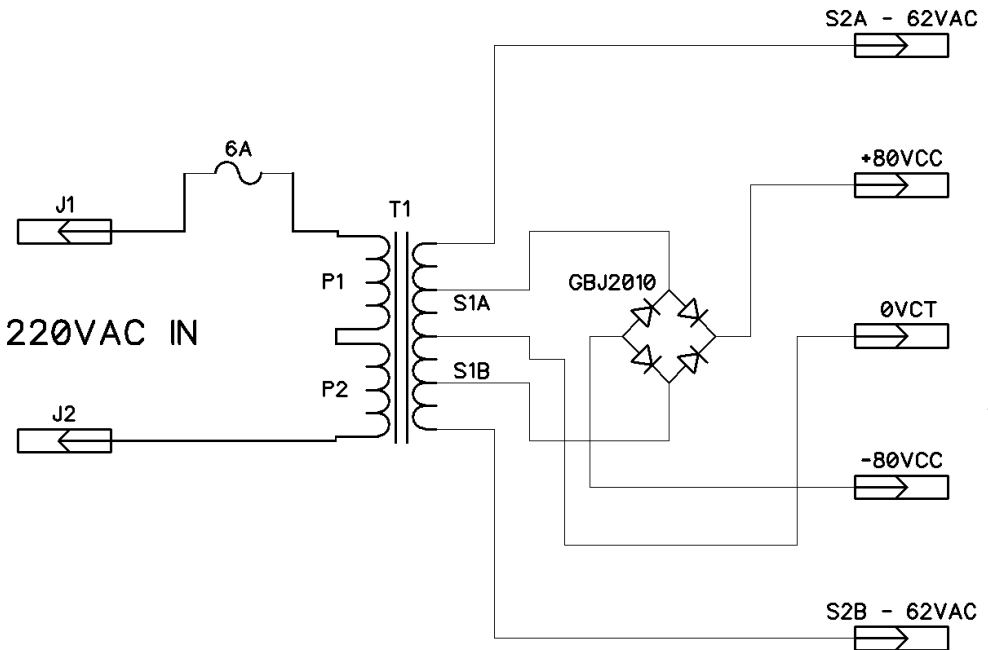 S2A - 62VAC
+80VCC
6A
J1
T1
P1
GBJ2010
S1A
0VCT
220VAC IN
S1B
P2
J2
-80VCC
S2B - 62VAC